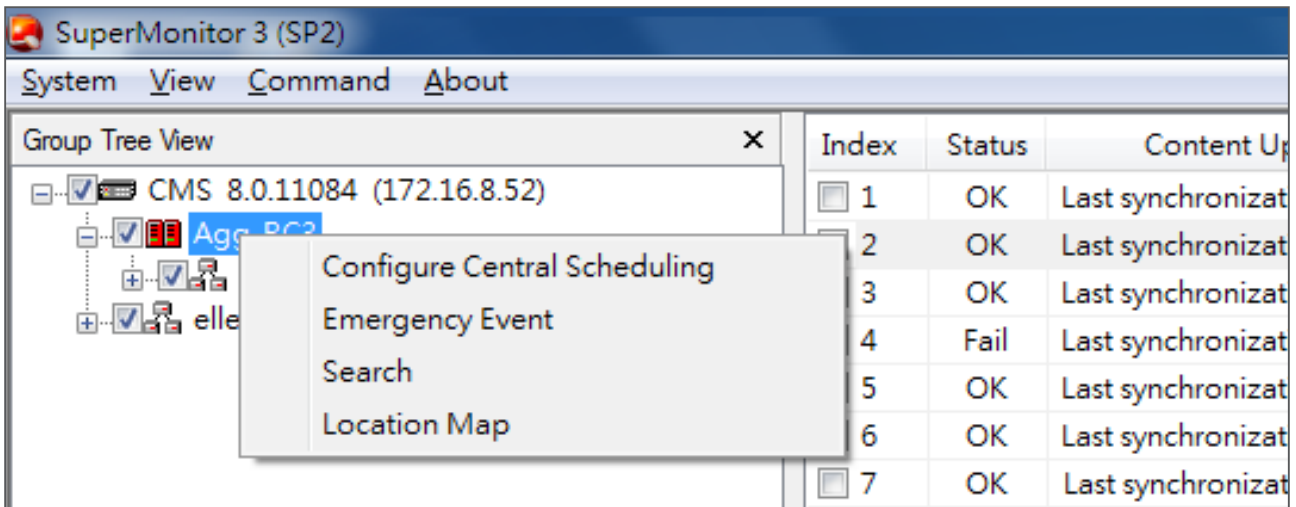 SuperMonitor 3 (SP2)
System View Command About
Group Tree View
CMS 8.0.11084 (172.16.8.52)
Agg
elle
Configure Central Scheduling
Emergency Event
Search
Location Map
Index Status Content Up
1 OK Last synchronizat
2 OK Last synchronizat
3 OK Last synchronizat
4 Fail Last synchronizat
5 OK Last synchronizat
6 OK Last synchronizat
7 OK Last synchronizat